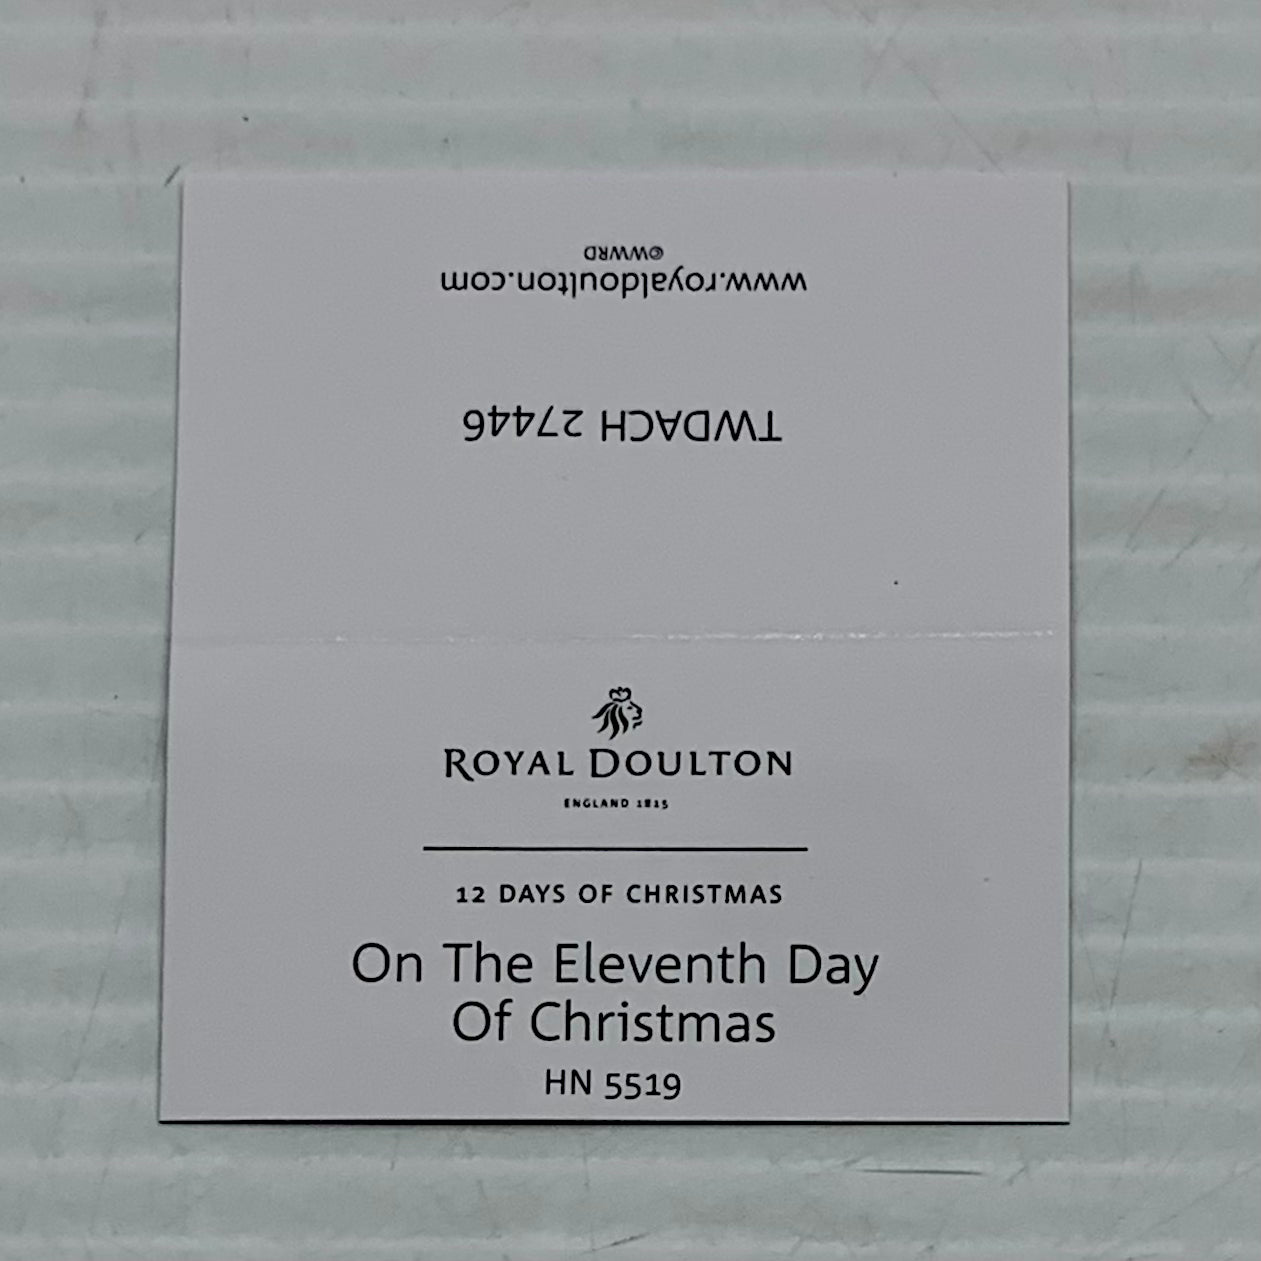 ©WWRD
www.royaldoulton.com
TWDACH 27446
ROYAL DOULTON
ENGLAND 1815
12 DAYS OF CHRISTMAS
On The Eleventh Day
Of Christmas
HN 5519